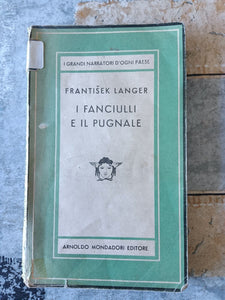 I GRANDI NARRATORI D'OGNI PAESE
FRANTIŠEK LANGER
I FANCIULLI
E IL PUGNALE
ARNOLDO MONDADORI EDITORE